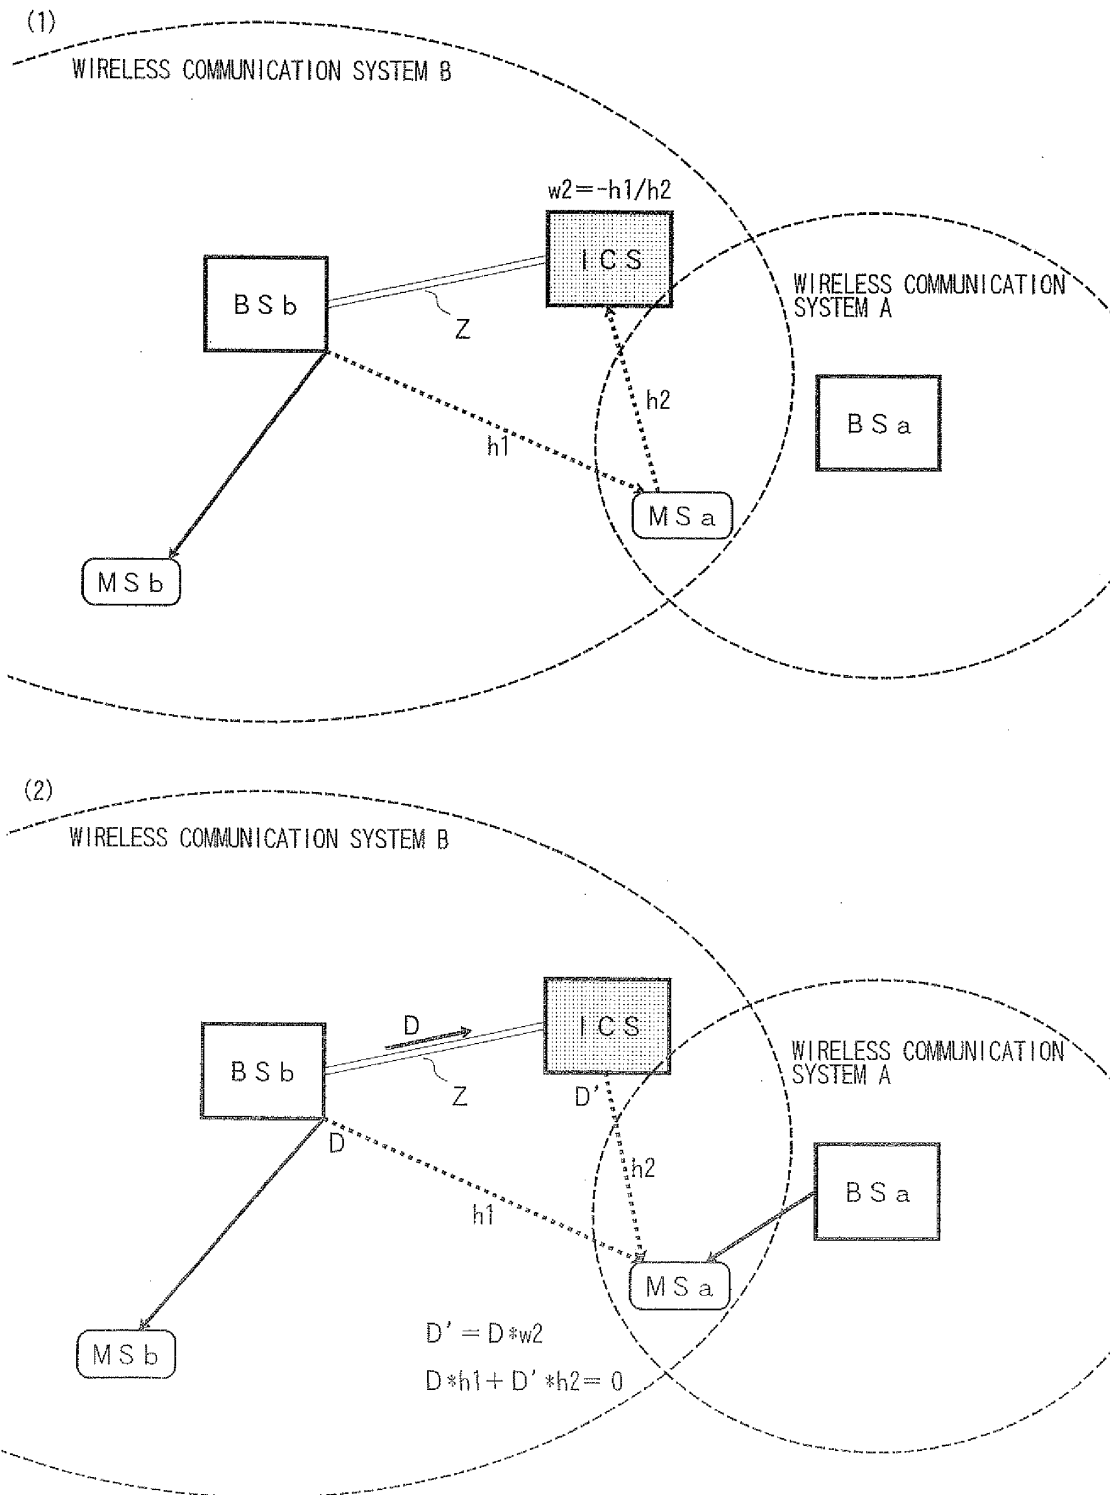 (1)
WIRELESS COMMUNICATION SYSTEM B
w2=-h1/h2
ICS
BSb
Z
WIRELESS COMMUNICATION
SYSTEM A
h2
BSa
h1
MSa
MSb
(2)
WIRELESS COMMUNICATION SYSTEM B
ICS
D
BSb
Z
D'
WIRELESS COMMUNICATION
SYSTEM A
D
h2
BSa
h1
MSa
MSb
D'=D*w2
D*h1+D'*h2=0